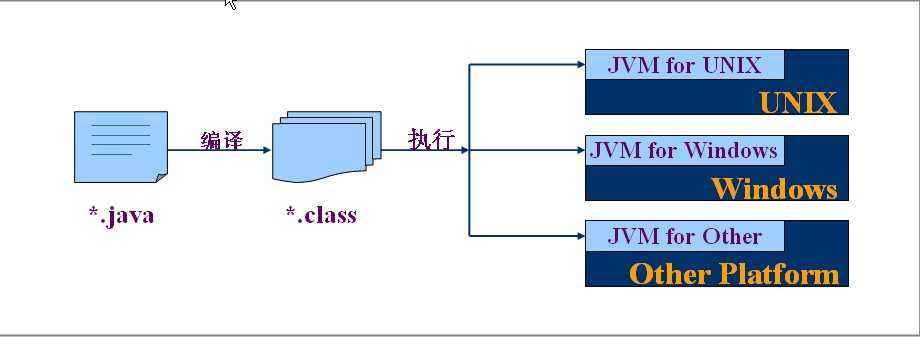 *.java
编译
*.class
执行
JVM for UNIX
UNIX
JVM for Windows
Windows
JVM for Other
Other Platform